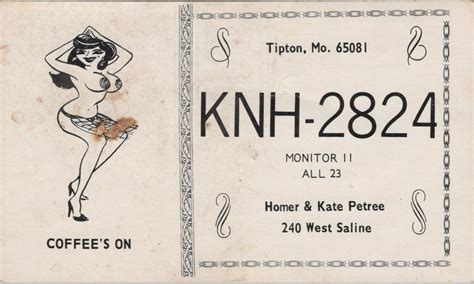 Tipton, Mo. 65081
KNH-2824
MONITOR 11
ALL 23
Homer & Kate Petree
240 West Saline
COFFEE'S ON